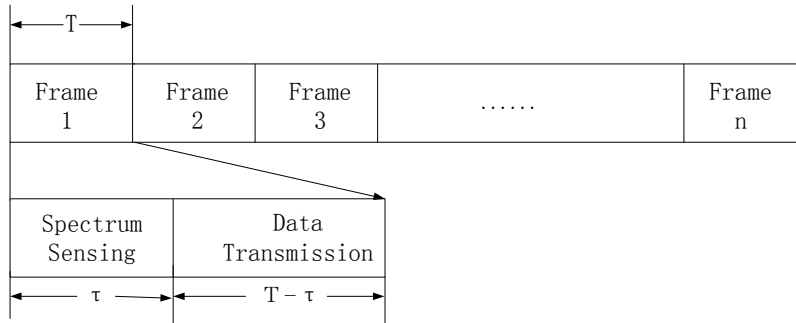 T
Frame
1
Frame
2
Frame
3
......
Frame
n
Spectrum
Sensing
Data
Transmission
τ
T-τ